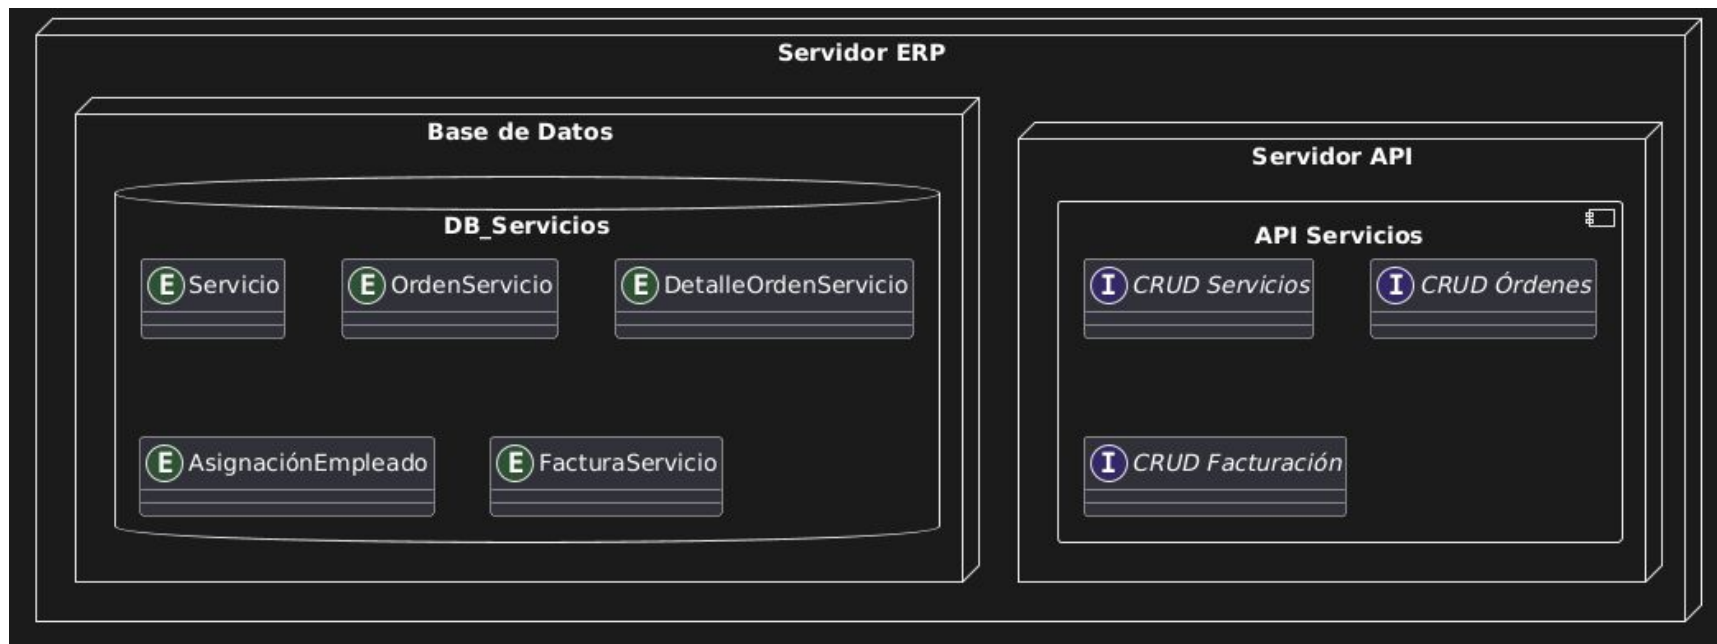 Servidor ERP
Base de Datos
DB_Servicios
E Servicio
E OrdenServicio
E DetalleOrdenServicio
E AsignaciónEmpleado
E FacturaServicio
Servidor API
API Servicios
I CRUD Servicios
I CRUD Órdenes
I CRUD Facturación